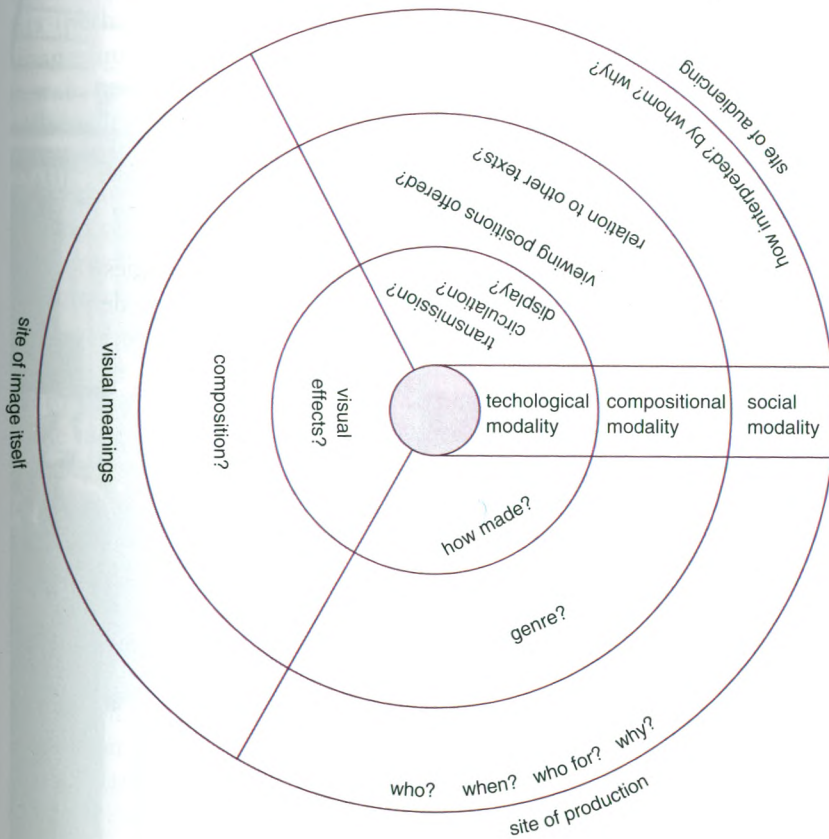 site of audiencing
how interpreted? by whom? why?
relation to other texts?
viewing positions offered?
display?
circulation?
transmission?
techological
modality
compositional
modality
social
modality
site of image itself
visual meanings
composition?
visual
effects?
how made?
genre?
who? when? who for? why?
site of production